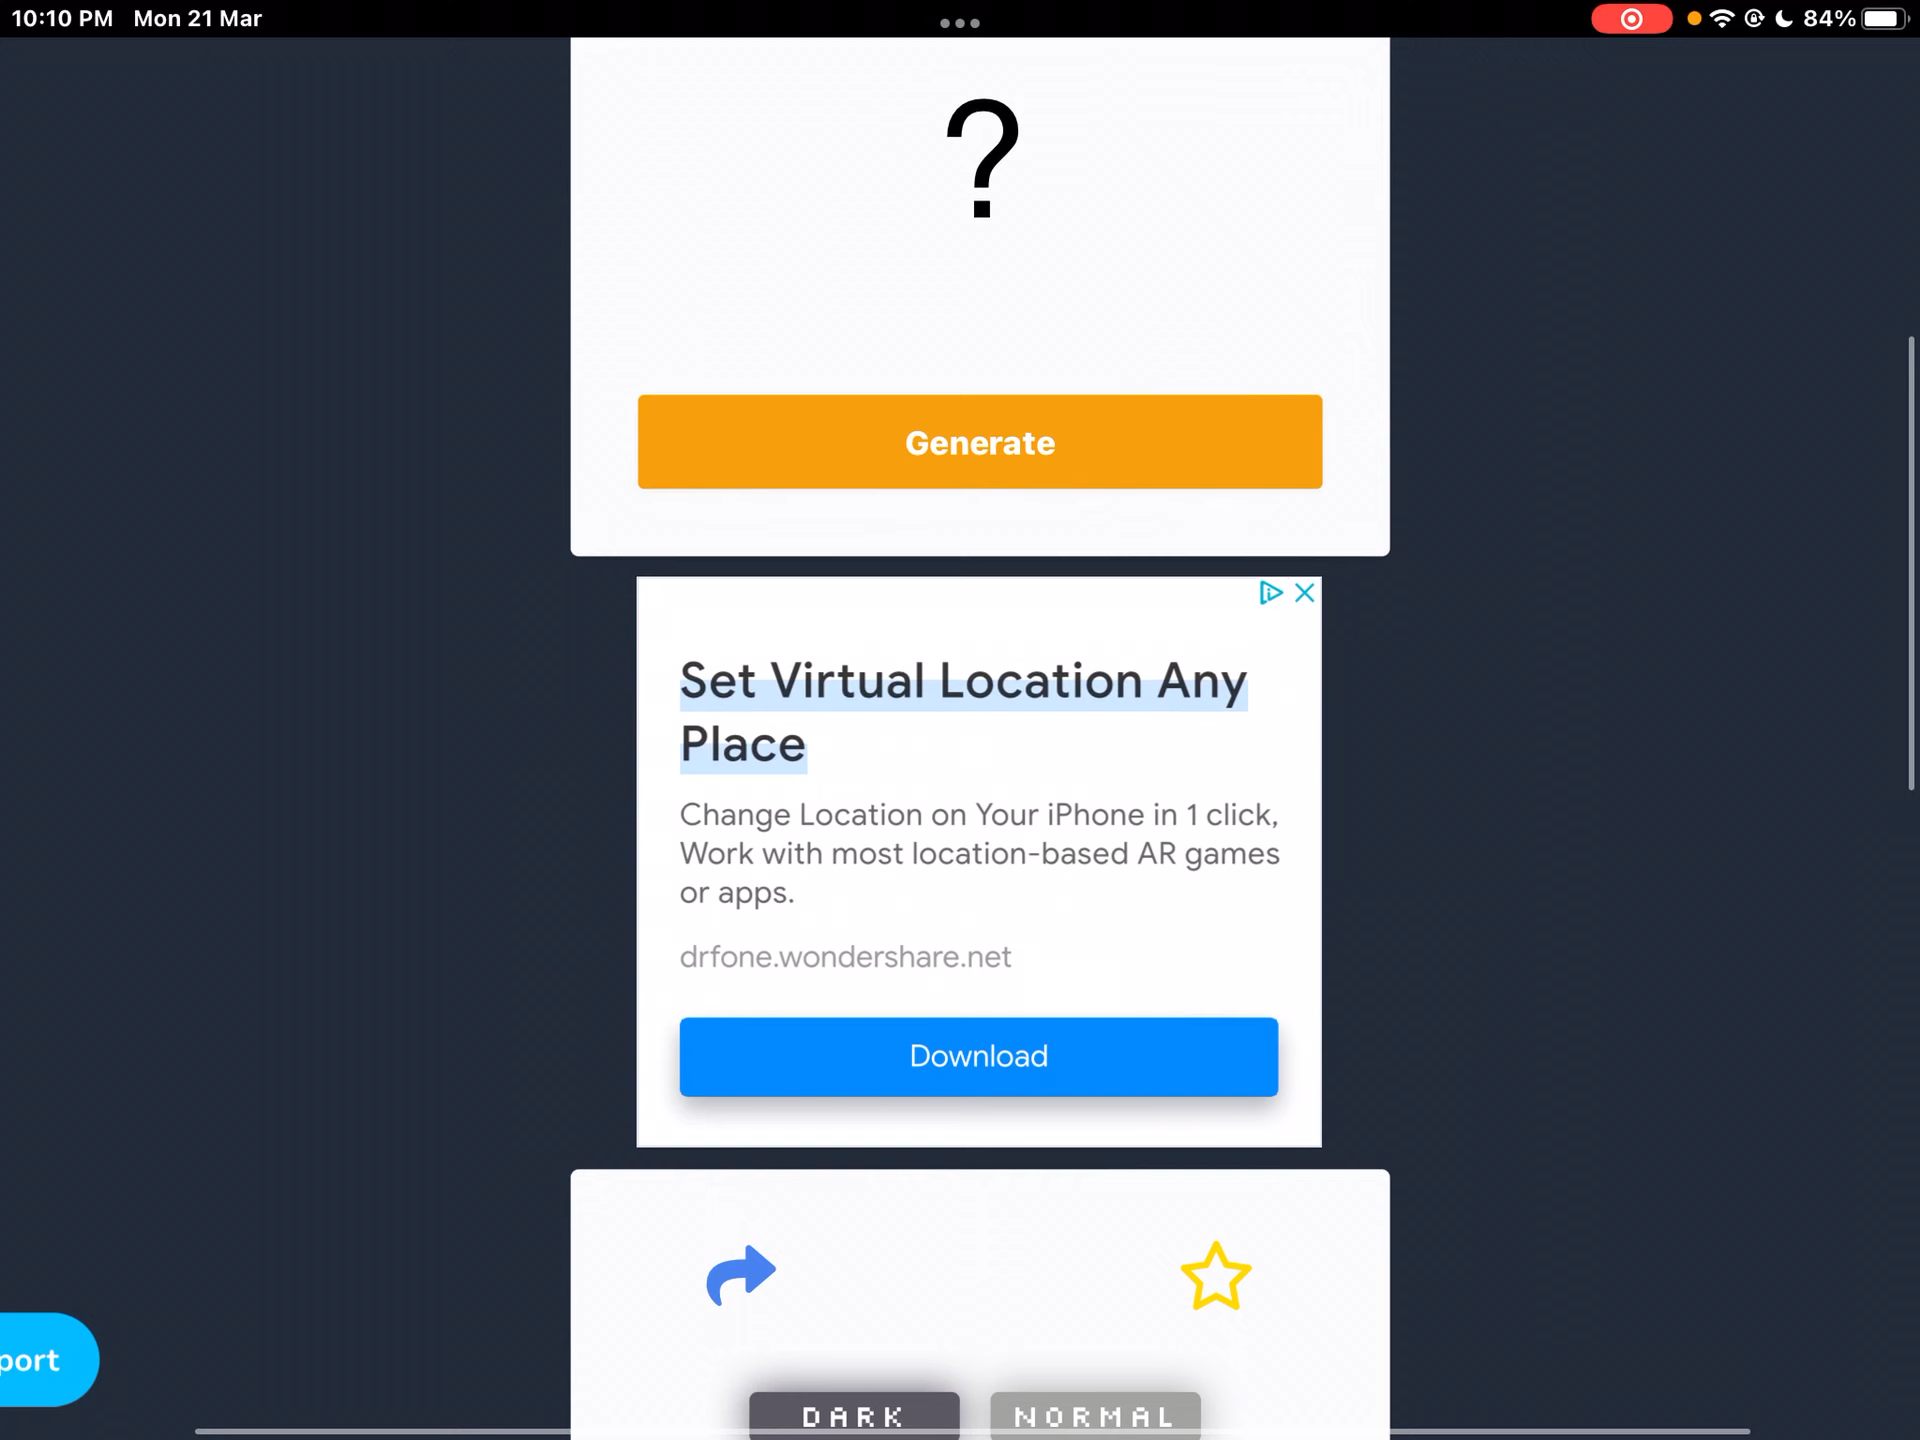 10:10 PM Mon 21 Mar
84%
?
Generate
Set Virtual Location Any
Place
Change Location on Your iPhone in 1 click,
Work with most location-based AR games
or apps.
drfone.wondershare.net
Download
port
DARK
NORMAL